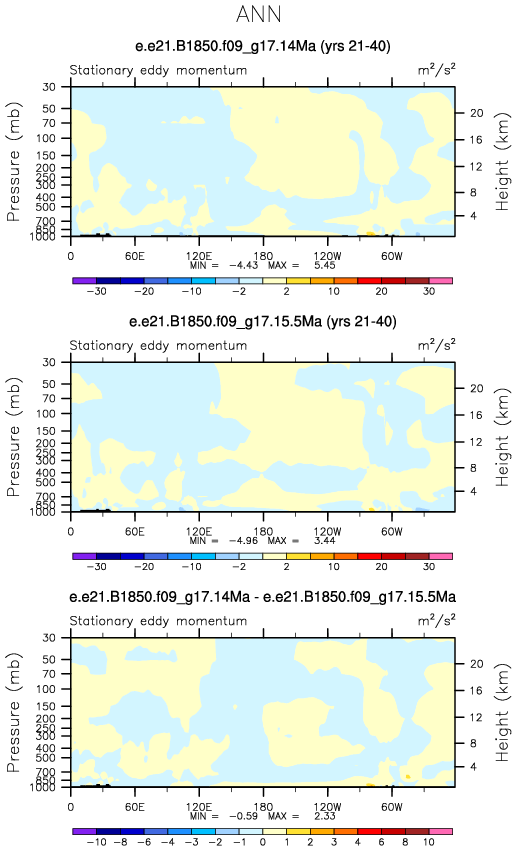 ANN
e.e21.B1850.f09_g17.14Ma (yrs 21-40)
Stationary eddy momentum m²/s²
Pressure (mb)
30
50
70
100
150
200
250
300
400
500
700
850
1000
Height (km)
20
16
12
8
4
0 60E 120E 180 120W 60W
MIN = -4.43 MAX = 5.45
-30 -20 -10 -2 2 10 20 30
e.e21.B1850.f09_g17.15.5Ma (yrs 21-40)
Stationary eddy momentum m²/s²
Pressure (mb)
30
50
70
100
150
200
250
300
400
500
700
850
1000
Height (km)
20
16
12
8
4
0 60E 120E 180 120W 60W
MIN = -4.96 MAX = 3.44
-30 -20 -10 -2 2 10 20 30
e.e21.B1850.f09_g17.14Ma - e.e21.B1850.f09_g17.15.5Ma
Stationary eddy momentum m²/s²
Pressure (mb)
30
50
70
100
150
200
250
300
400
500
700
850
1000
Height (km)
20
16
12
8
4
0 60E 120E 180 120W 60W
MIN = -0.59 MAX = 2.33
-10 -8 -6 -4 -3 -2 -1 0 1 2 3 4 6 8 10